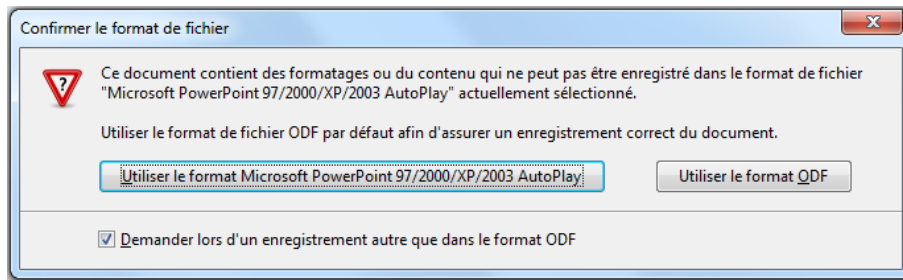 Confirmer le format de fichier
Ce document contient des formatages ou du contenu qui ne peut pas être enregistré dans le format de fichier
"Microsoft PowerPoint 97/2000/XP/2003 AutoPlay" actuellement sélectionné.
Utiliser le format de fichier ODF par défaut afin d'assurer un enregistrement correct du document.
Utiliser le format Microsoft PowerPoint 97/2000/XP/2003 AutoPlay
Utiliser le format ODF
Demander lors d'un enregistrement autre que dans le format ODF